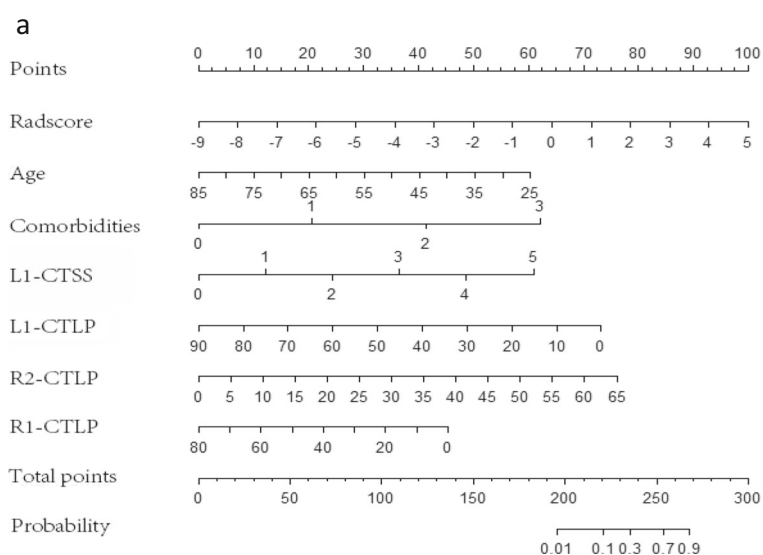 a
0 10 20 30 40 50 60 70 80 90 100
Points
Radscore
-9 -8 -7 -6 -5 -4 -3 -2 -1 0 1 2 3 4 5
Age
85 75 65 55 45 35 25
1 3
Comorbidities
0 2
1 3 5
L1-CTSS
0 2 4
L1-CTLP
90 80 70 60 50 40 30 20 10 0
R2-CTLP
0 5 10 15 20 25 30 35 40 45 50 55 60 65
R1-CTLP
80 60 40 20 0
Total points
0 50 100 150 200 250 300
Probability
0.01 0.1 0.3 0.7 0.9